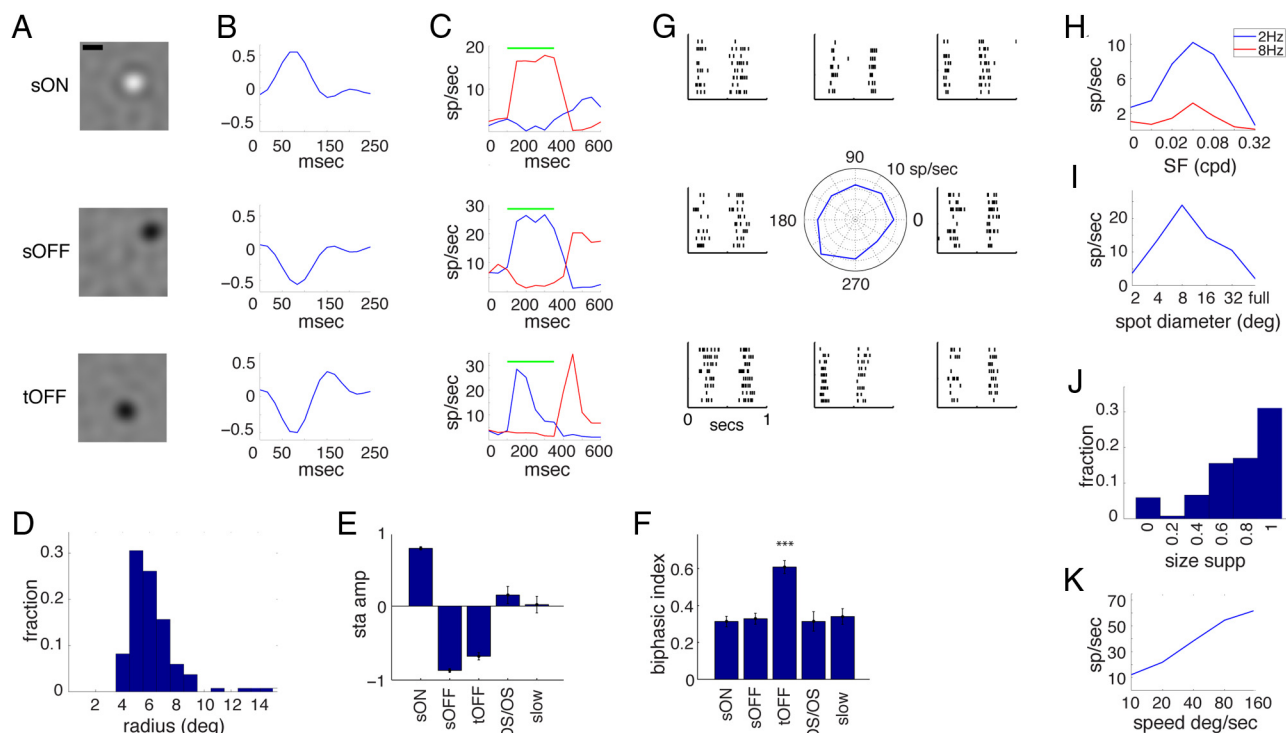 A
B
C
G
H
sON
0.5
0
−0.5
50
150
250
msec
20
10
sp/sec
0
200
400
600
msec
sOFF
0.5
0
−0.5
50
150
250
msec
30
20
10
sp/sec
0
200
400
600
msec
tOFF
0.5
0
−0.5
50
150
250
msec
30
20
10
sp/sec
0
200
400
600
msec
90
10 sp/sec
180
0
270
0
secs
1
2Hz
8Hz
10
6
2
sp/sec
0
0.02
0.08
0.32
SF (cpd)
I
20
10
0
sp/sec
2
4
8
16
32
full
spot diameter (deg)
J
0.3
0.1
0
fraction
0
0.2
0.4
0.6
0.8
1
size supp
K
70
50
30
10
sp/sec
10
20
40
80
160
speed deg/sec
D
0.3
0.2
0.1
0
fraction
2
4
6
8
10
12
14
radius (deg)
E
1
0
−1
sta amp
sON
sOFF
tOFF
DS/OS
slow
F
***
0.6
0.4
0.2
0
biphasic index
sON
sOFF
tOFF
DS/OS
slow